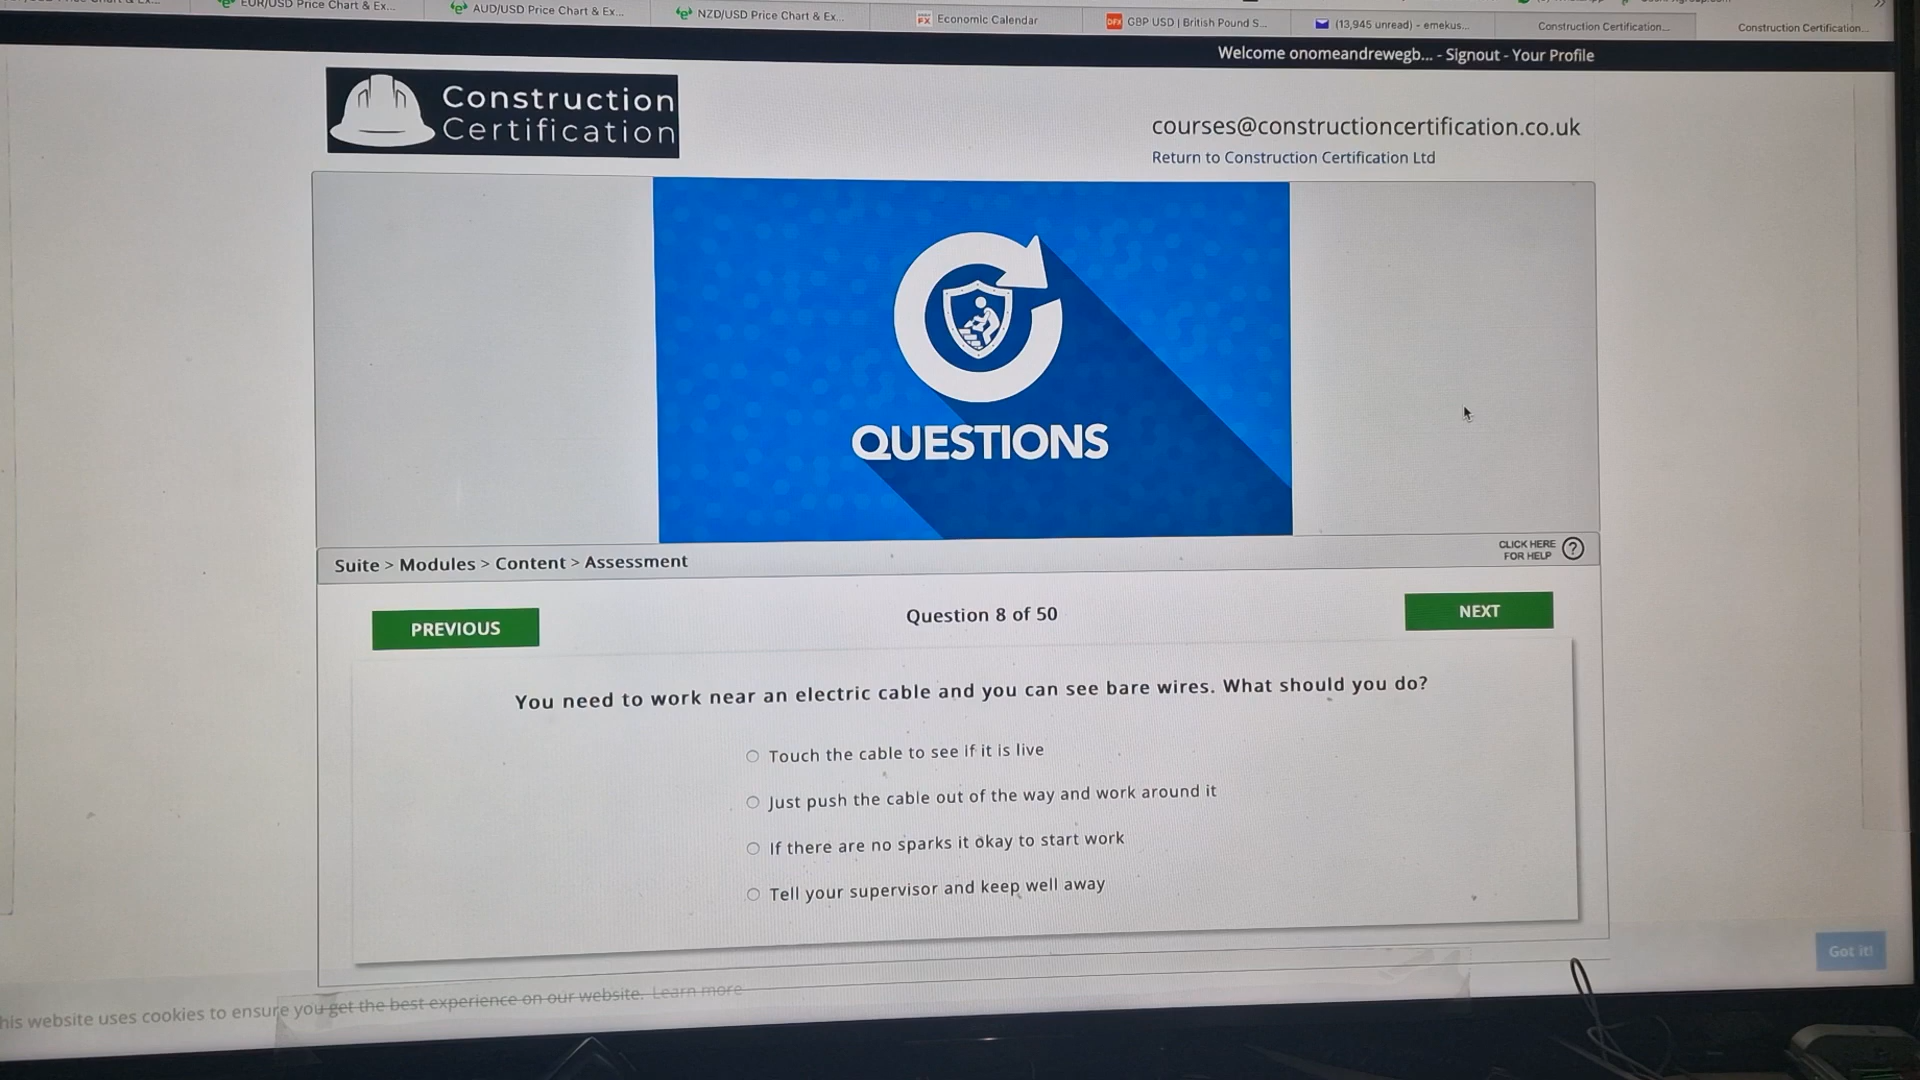 EUR/USD Price Chart & Ex...
AUD/USD Price Chart & Ex...
NZD/USD Price Chart & Ex...
FX Economic Calendar
DFX GBP USD | British Pound S...
(13,945 unread) - emekus...
Construction Certification...
Construction Certification...
Welcome onomeandrewegb... - Signout - Your Profile
Construction
Certification
courses@constructioncertification.co.uk
Return to Construction Certification Ltd
QUESTIONS
Suite > Modules > Content > Assessment
CLICK HERE
FOR HELP ?
PREVIOUS
Question 8 of 50
NEXT
You need to work near an electric cable and you can see bare wires. What should you do?
Touch the cable to see if it is live
Just push the cable out of the way and work around it
If there are no sparks it okay to start work
Tell your supervisor and keep well away
Got it!
his website uses cookies to ensure you get the best experience on our website. Learn more